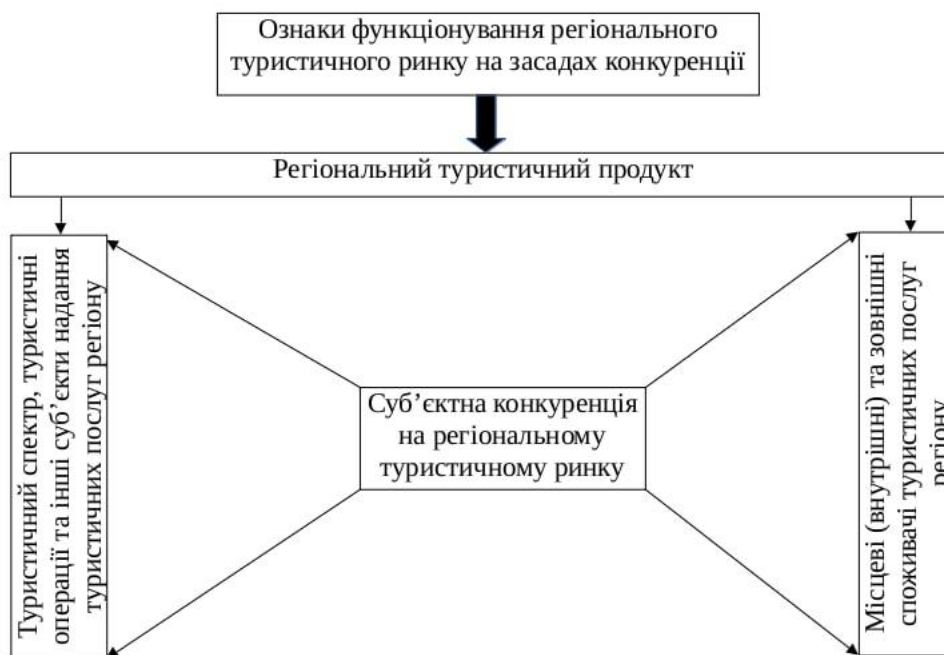 Ознаки функціонування регіонального
туристичного ринку на засадах конкуренції
Регіональний туристичний продукт
Туристичний спектр, туристичні
операції та інші суб’єкти надання
туристичних послуг регіону
Суб’єктна конкуренція
на регіональному
туристичному ринку
Місцеві (внутрішні) та зовнішні
споживачі туристичних послуг
регіону